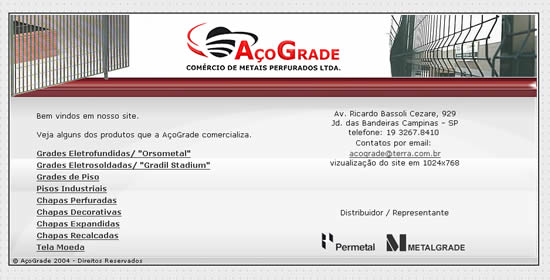 AçoGrade
COMÉRCIO DE METAIS PERFURADOS LTDA.
Bem vindos em nosso site.
Veja alguns dos produtos que a AçoGrade comercializa.
Grades Eletrofundidas/ "Orsometal"
Grades Eletrosoldadas/ "Gradil Stadium"
Grades de Piso
Pisos Industriais
Chapas Perfuradas
Chapas Decorativas
Chapas Expandidas
Chapas Recalcadas
Tela Moeda
Av. Ricardo Bassoli Cezare, 929
Jd. das Bandeiras Campinas - SP
telefone: 19 3267.8410
Contatos por email:
acograde@terra.com.br
vizualização do site em 1024x768
Distribuidor / Representante
Permetal
METALGRADE
© AçoGrade 2004 - Direitos Reservados